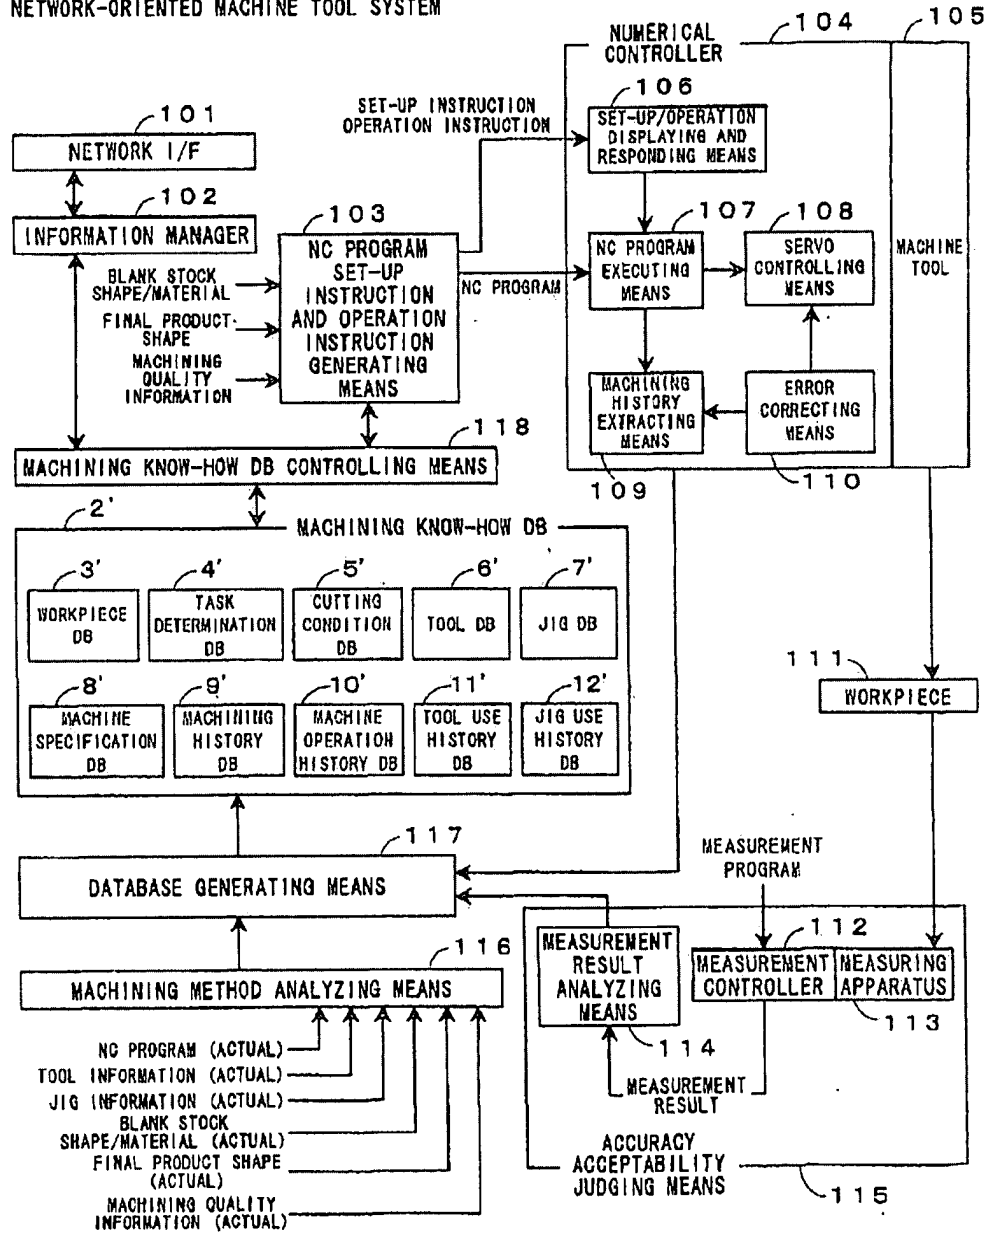 NETWORK-ORIENTED MACHINE TOOL SYSTEM
105
104
NUMERICAL
CONTROLLER
106
SET-UP INSTRUCTION
OPERATION INSTRUCTION
SET-UP/OPERATION
DISPLAYING AND
RESPONDING MEANS
101
NETWORK I/F
102
INFORMATION MANAGER
103
NC PROGRAM
SET-UP
INSTRUCTION
AND OPERATION
INSTRUCTION
GENERATING
MEANS
107
108
NC PROGRAM
EXECUTING
MEANS
SERVO
CONTROLLING
MEANS
MACHINE
TOOL
BLANK STOCK
SHAPE/MATERIAL
NC PROGRAM
FINAL PRODUCT
SHAPE
MACHINING
QUALITY
INFORMATION
MACHINING
HISTORY
EXTRACTING
MEANS
ERROR
CORRECTING
MEANS
118
109
110
MACHINING KNOW-HOW DB CONTROLLING MEANS
2'
MACHINING KNOW-HOW DB
3'
4'
5'
6'
7'
WORKPIECE
DB
TASK
DETERMINATION
DB
CUTTING
CONDITION
DB
TOOL DB
JIG DB
8'
9'
10'
11'
12'
MACHINE
SPECIFICATION
DB
MACHINING
HISTORY
DB
MACHINE
OPERATION
HISTORY DB
TOOL USE
HISTORY
DB
JIG USE
HISTORY
DB
111
WORKPIECE
117
DATABASE GENERATING MEANS
MEASUREMENT
PROGRAM
116
MACHINING METHOD ANALYZING MEANS
MEASUREMENT
RESULT
ANALYZING
MEANS
112
MEASUREMENT
CONTROLLER
MEASURING
APPARATUS
113
114
MEASUREMENT
RESULT
NC PROGRAM (ACTUAL)
TOOL INFORMATION (ACTUAL)
JIG INFORMATION (ACTUAL)
BLANK STOCK
SHAPE/MATERIAL (ACTUAL)
FINAL PRODUCT SHAPE
(ACTUAL)
MACHINING QUALITY
INFORMATION (ACTUAL)
ACCURACY
ACCEPTABILITY
JUDGING MEANS
115